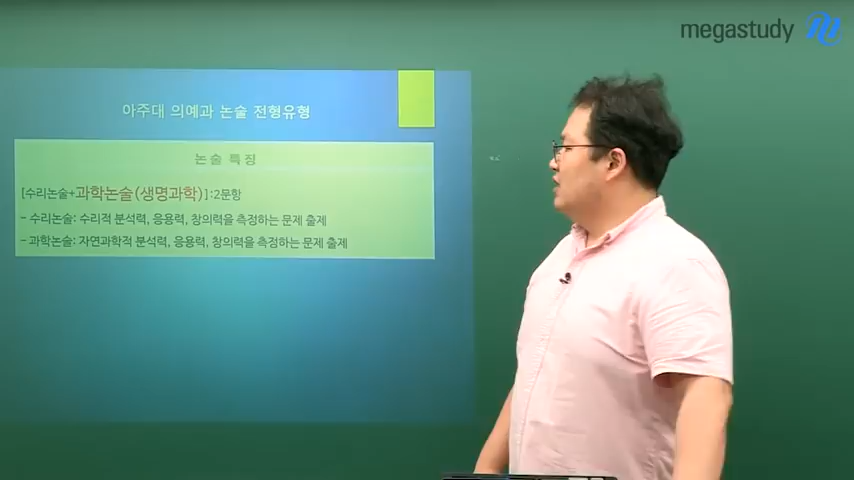 megastudy
아주대 의예과 논술 전형유형
논술 특징
[수리논술+과학논술(생명과학)]:2문항
- 수리논술: 수리적 분석력, 응용력, 창의력을 측정하는 문제 출제
- 과학논술: 자연과학적 분석력, 응용력, 창의력을 측정하는 문제 출제